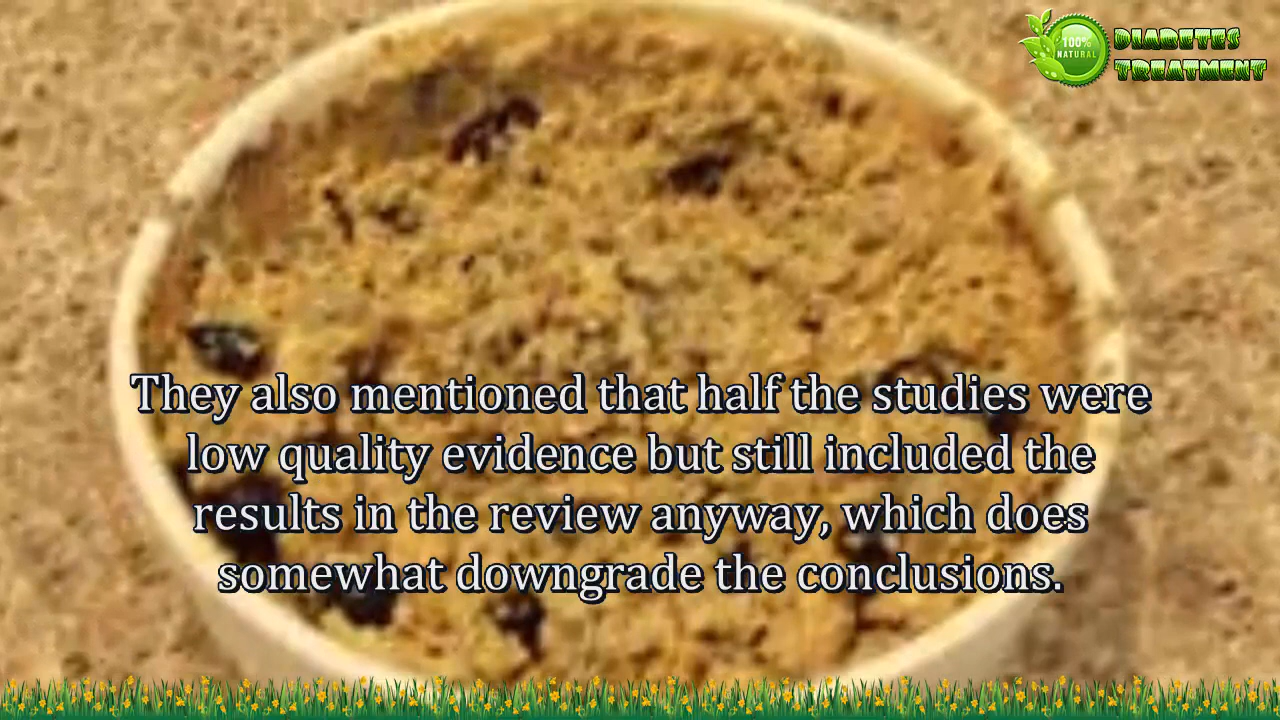 100%
NATURAL
DIABETES
TREATMENT
They also mentioned that half the studies were
low quality evidence but still included the
results in the review anyway, which does
somewhat downgrade the conclusions.